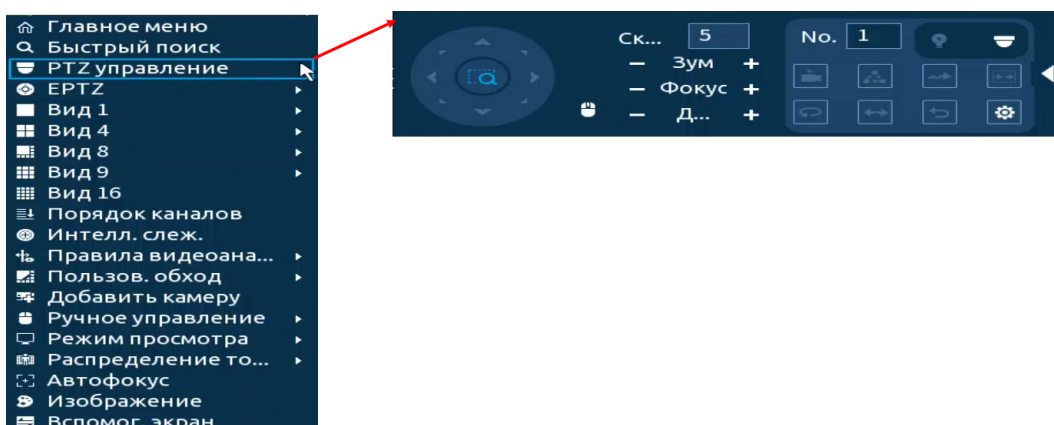 Главное меню
Быстрый поиск
PTZ управление
EPTZ
Вид 1
Вид 4
Вид 8
Вид 9
Вид 16
Порядок каналов
Интелл. слеж.
Правила видеоана...
Пользов. обход
Добавить камеру
Ручное управление
Режим просмотра
Распределение то...
Автофокус
Изображение
Вспомог. экран
Ск... 5
No. 1
– Зум +
– Фокус +
– Д... +